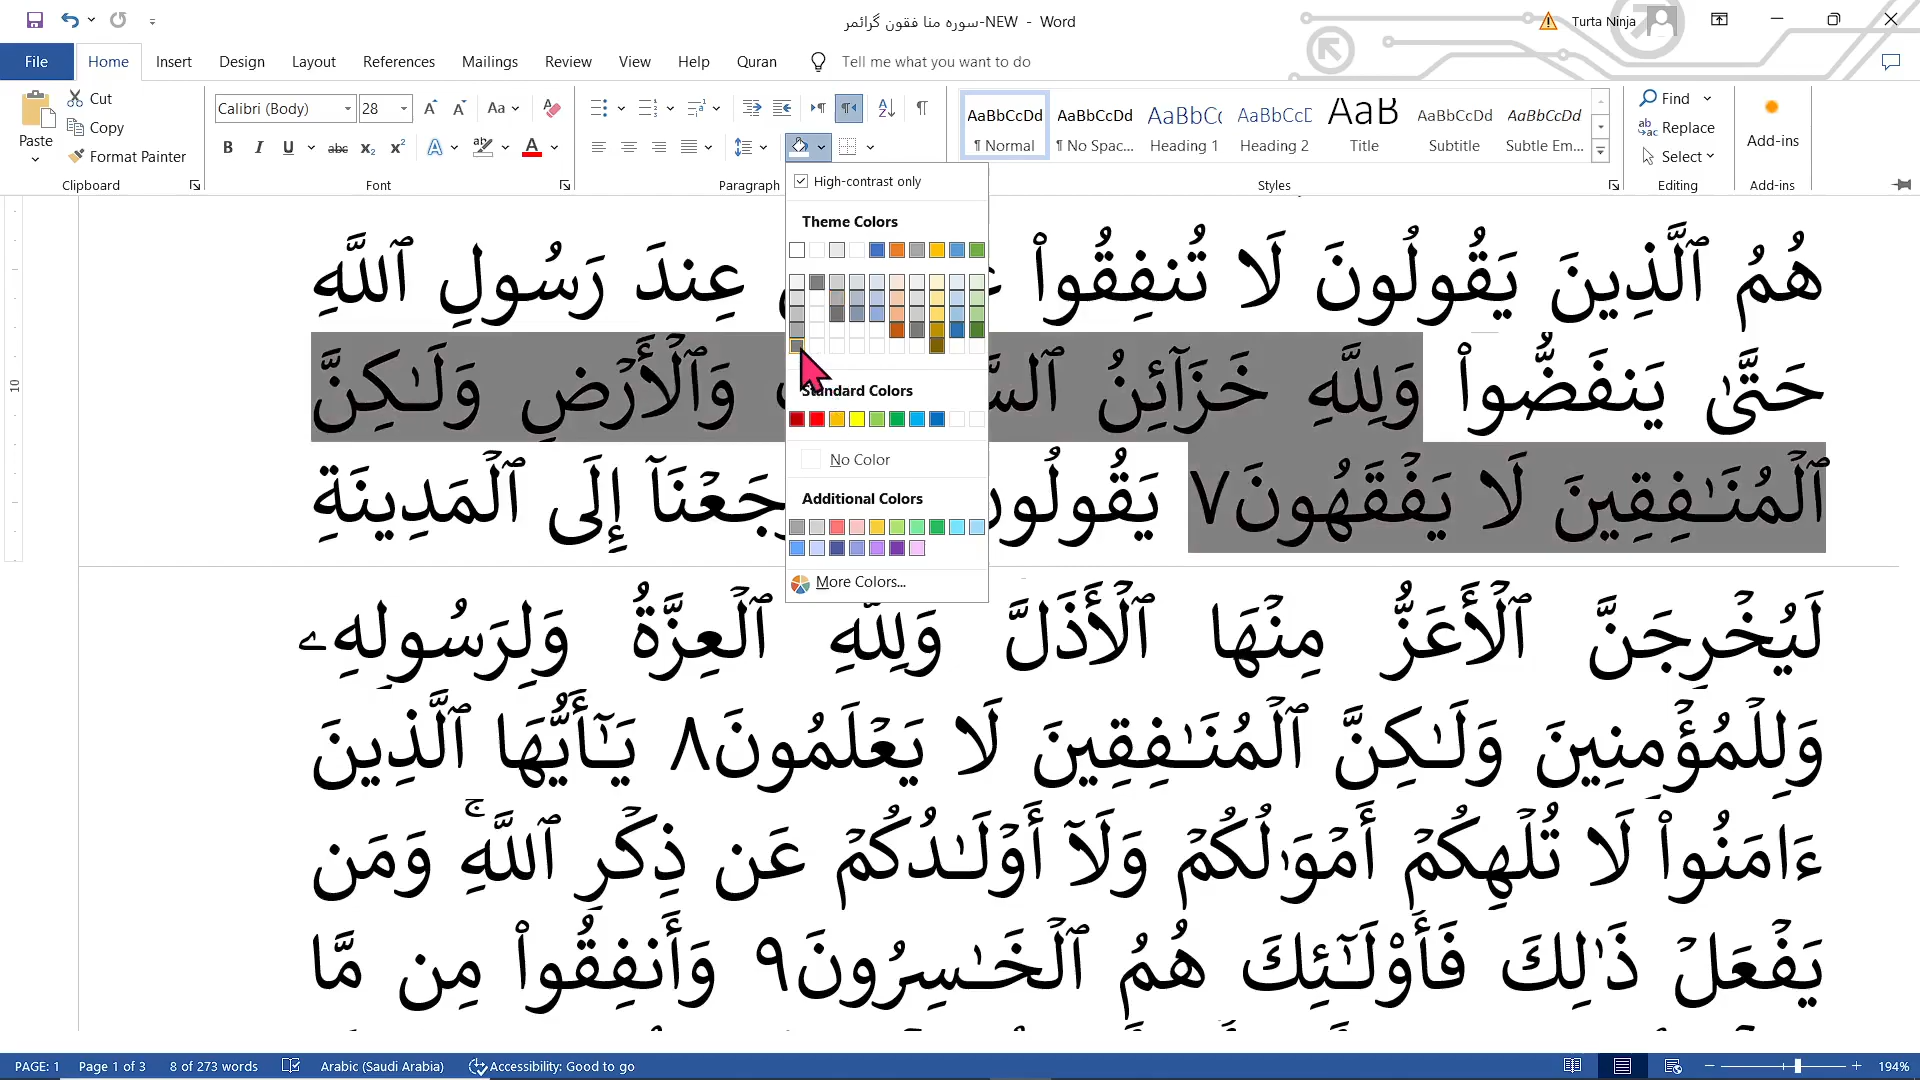 سوره منا فقون گرائمر-NEW - Word
Turta Ninja
File Home Insert Design Layout References Mailings Review View Help Quran Tell me what you want to do
Paste
Cut
Copy
Format Painter
Clipboard
Calibri (Body) 28
Font
Paragraph
AaBbCcDd ¶ Normal
AaBbCcDd ¶ No Spac...
AaBbCc Heading 1
AaBbCcD Heading 2
AaB Title
AaBbCcDd Subtitle
AaBbCcDd Subtle Em...
Styles
Find
Replace
Select
Editing
Add-ins
Add-ins
High-contrast only
Theme Colors
Standard Colors
No Color
Additional Colors
More Colors...
10
هُمُ ٱلَّذِينَ يَقُولُونَ لَا تُنفِقُوا۟ عِندَ رَسُولِ ٱللَّهِ
حَتَّىٰ يَنفَضُّوا۟ وَلِلَّهِ خَزَآئِنُ وَٱلْأَرْضِ وَلَـٰكِنَّ
ٱلْمُنَـٰفِقِينَ لَا يَفْقَهُونَ٧ إِلَى ٱلْمَدِينَةِ
لَيُخْرِجَنَّ ٱلْأَعَزُّ مِنْهَا ٱلْأَذَلَّ وَلِلَّهِ ٱلْعِزَّةُ وَلِرَسُولِهِۦ
وَلِلْمُؤْمِنِينَ وَلَـٰكِنَّ ٱلْمُنَـٰفِقِينَ لَا يَعْلَمُونَ٨ يَـٰٓأَيُّهَا ٱلَّذِينَ
ءَامَنُوا۟ لَا تُلْهِكُمْ أَمْوَٰلُكُمْ وَلَآ أَوْلَـٰدُكُمْ عَن ذِكْرِ ٱللَّهِ ۚ وَمَن
يَفْعَلْ ذَٰلِكَ فَأُو۟لَـٰٓئِكَ هُمُ ٱلْخَـٰسِرُونَ٩ وَأَنفِقُوا۟ مِن مَّا
PAGE: 1 Page 1 of 3 8 of 273 words Arabic (Saudi Arabia) Accessibility: Good to go 194%